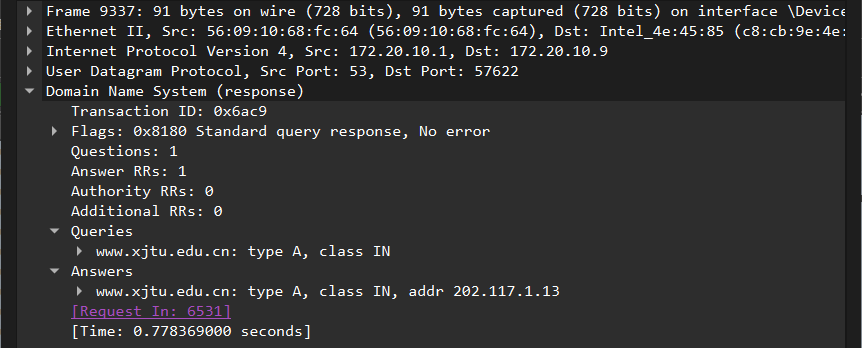 Frame 9337: 91 bytes on wire (728 bits), 91 bytes captured (728 bits) on interface \Device
Ethernet II, Src: 56:09:10:68:fc:64 (56:09:10:68:fc:64), Dst: Intel_4e:45:85 (c8:cb:9e:4e:
Internet Protocol Version 4, Src: 172.20.10.1, Dst: 172.20.10.9
User Datagram Protocol, Src Port: 53, Dst Port: 57622
Domain Name System (response)
Transaction ID: 0x6ac9
Flags: 0x8180 Standard query response, No error
Questions: 1
Answer RRs: 1
Authority RRs: 0
Additional RRs: 0
Queries
www.xjtu.edu.cn: type A, class IN
Answers
www.xjtu.edu.cn: type A, class IN, addr 202.117.1.13
[Request In: 6531]
[Time: 0.778369000 seconds]